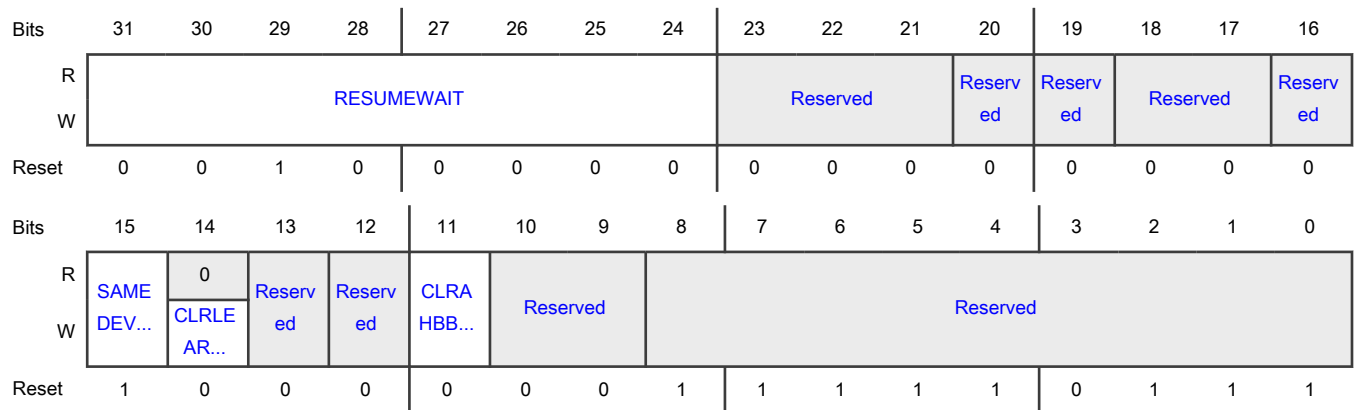 Bits 31 30 29 28 27 26 25 24 23 22 21 20 19 18 17 16
R
W
RESUMEWAIT Reserved Reserv Reserv Reserved Reserv
ed ed ed
Reset 0 0 1 0 0 0 0 0 0 0 0 0 0 0 0 0
Bits 15 14 13 12 11 10 9 8 7 6 5 4 3 2 1 0
R
W
SAME 0 Reserv Reserv CLRA Reserved Reserved
DEV... CLRLE ed ed HBB...
AR...
Reset 1 0 0 0 0 0 0 1 1 1 1 1 0 1 1 1